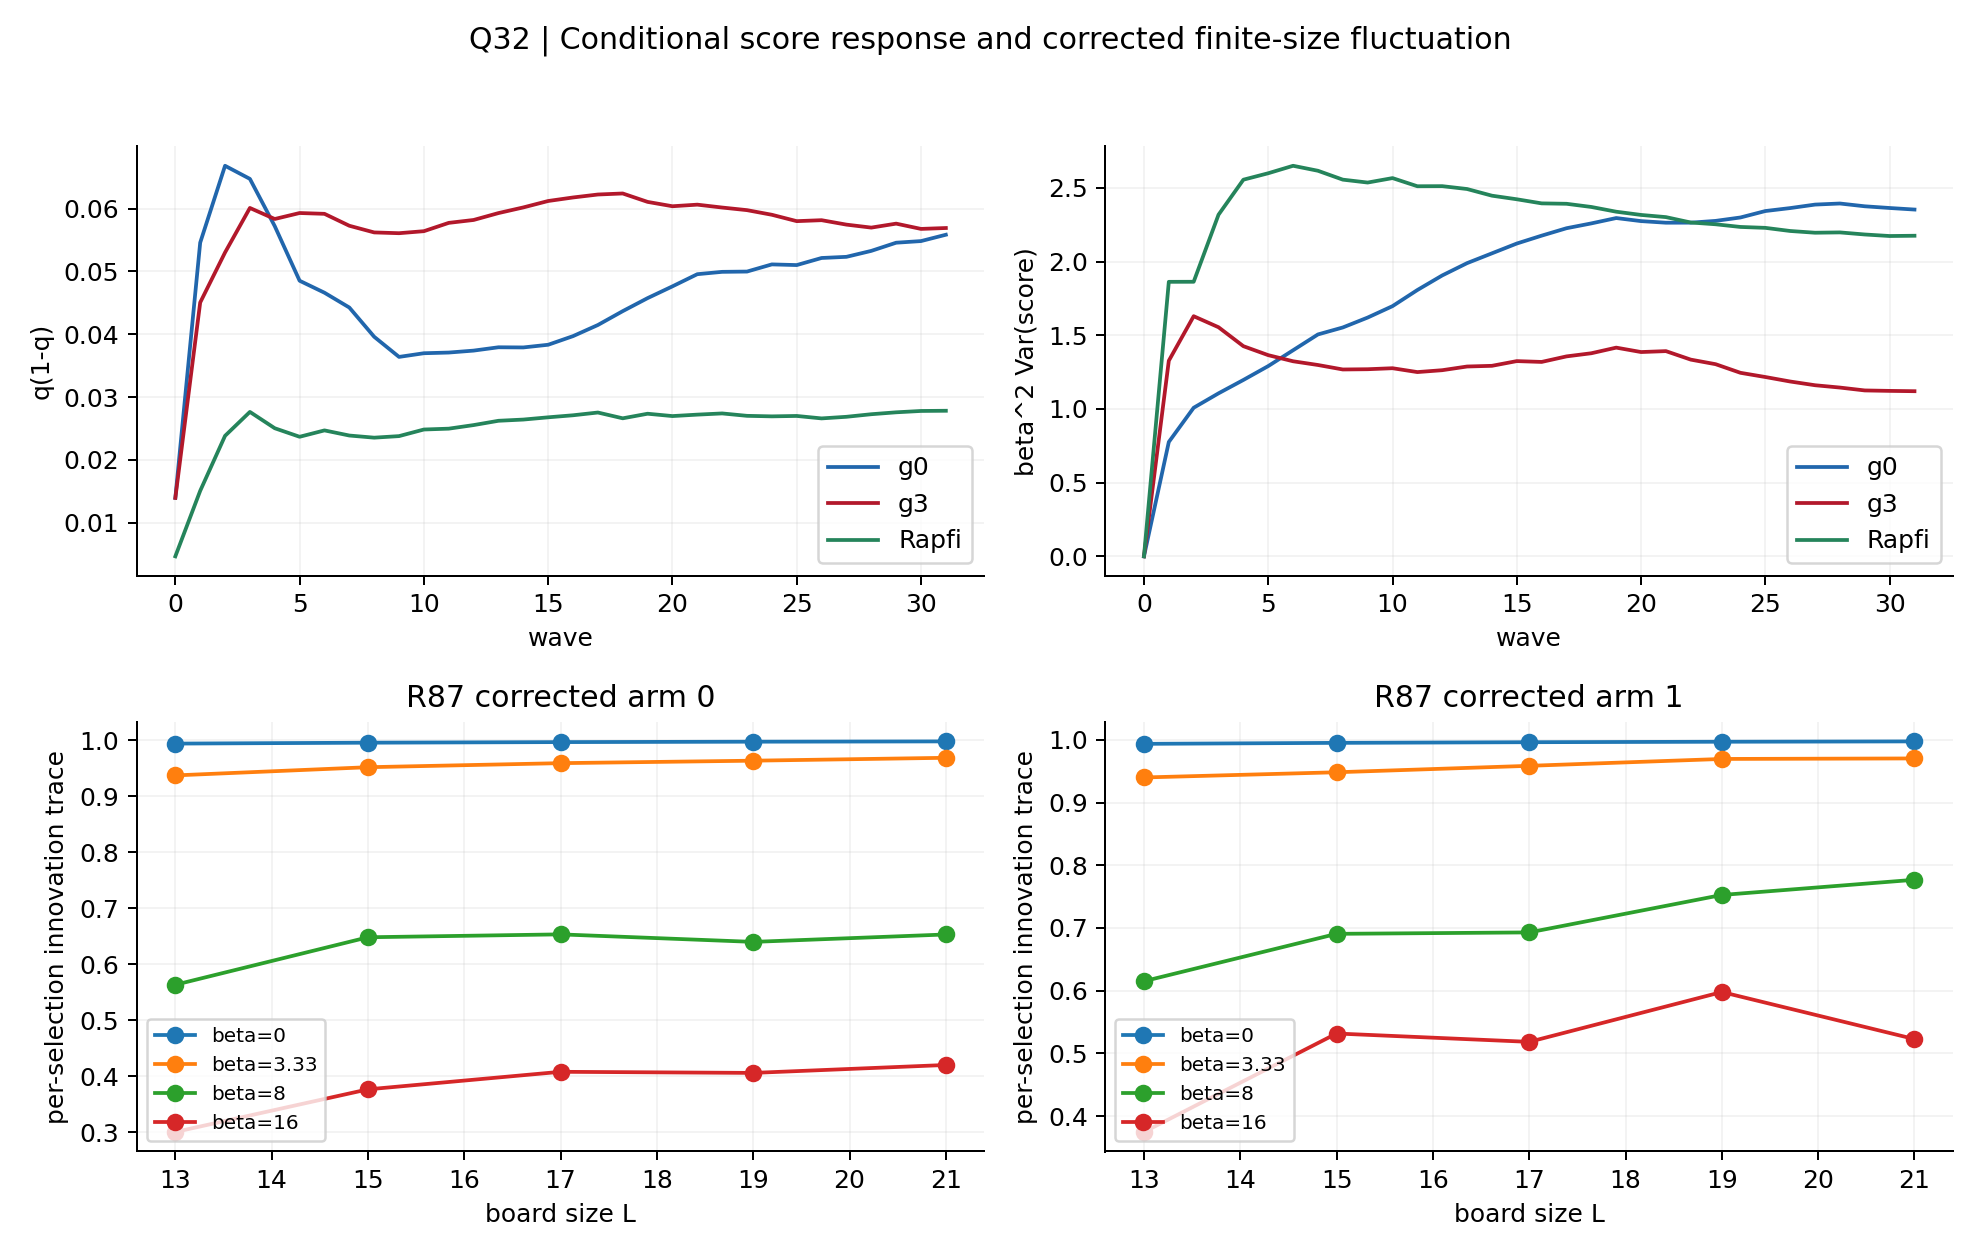 Q32 | Conditional score response and corrected finite-size fluctuation
q(1-q)
0.06
0.05
0.04
0.03
0.02
0.01
g0
g3
Rapfi
0 5 10 15 20 25 30
wave
beta^2 Var(score)
2.5
2.0
1.5
1.0
0.5
0.0
g0
g3
Rapfi
0 5 10 15 20 25 30
wave
R87 corrected arm 0
per-selection innovation trace
1.0
0.9
0.8
0.7
0.6
0.5
0.4
0.3
beta=0
beta=3.33
beta=8
beta=16
13 14 15 16 17 18 19 20 21
board size L
R87 corrected arm 1
per-selection innovation trace
1.0
0.9
0.8
0.7
0.6
0.5
0.4
beta=0
beta=3.33
beta=8
beta=16
13 14 15 16 17 18 19 20 21
board size L